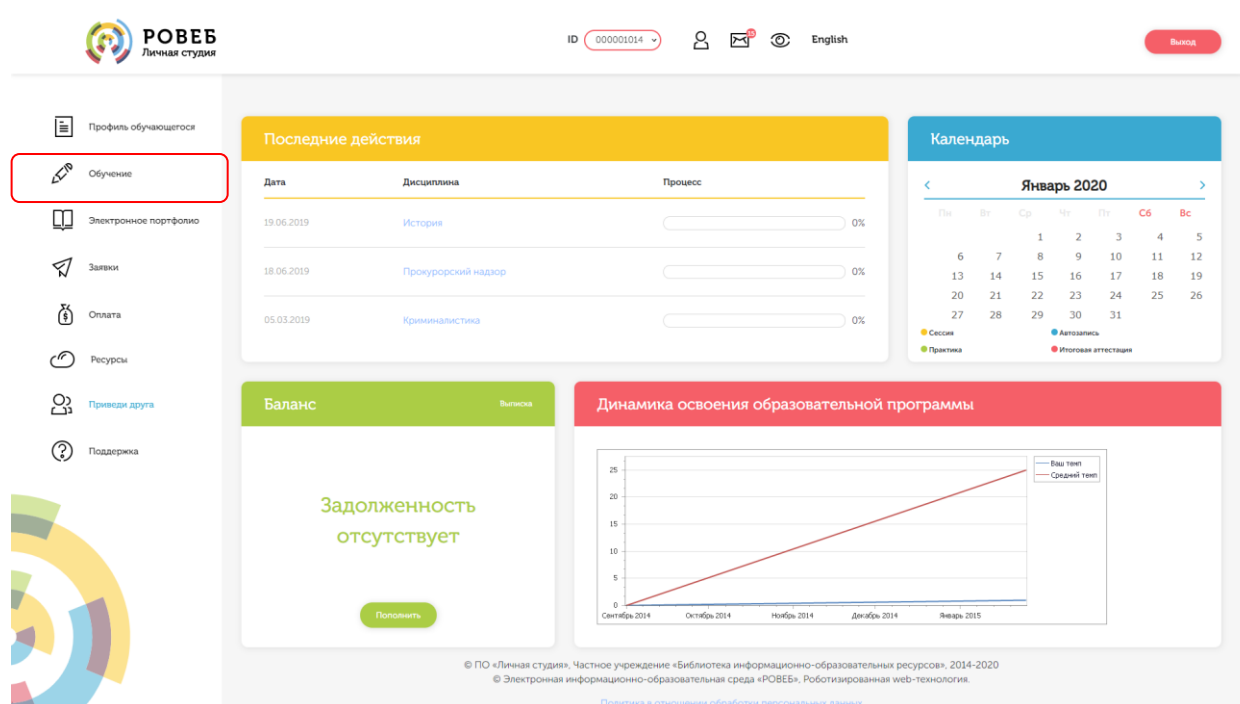 РОВЕБ
Личная студия
ID 000001014
15
English
Выход
Профиль обучающегося
Обучение
Электронное портфолио
Заявки
Оплата
Ресурсы
Приведи друга
Поддержка
Последние действия
Дата Дисциплина Процесс
19.06.2019 История 0%
18.06.2019 Прокурорский надзор 0%
05.03.2019 Криминалистика 0%
Календарь
< Январь 2020 >
Пн Вт Ср Чт Пт Сб Вс
1 2 3 4 5
6 7 8 9 10 11 12
13 14 15 16 17 18 19
20 21 22 23 24 25 26
27 28 29 30 31
Сессия Автозапись
Практика Итоговая аттестация
Баланс Выписка
Задолженность
отсутствует
Пополнить
Динамика освоения образовательной программы
25
20
15
10
5
0
Сентябрь 2014 Октябрь 2014 Ноябрь 2014 Декабрь 2014 Январь 2015
Ваш темп
Средний темп
© ПО «Личная студия», Частное учреждение «Библиотека информационно-образовательных ресурсов», 2014-2020
© Электронная информационно-образовательная среда «РОВЕБ», Роботизированная web-технология.
Политика в отношении обработки персональных данных